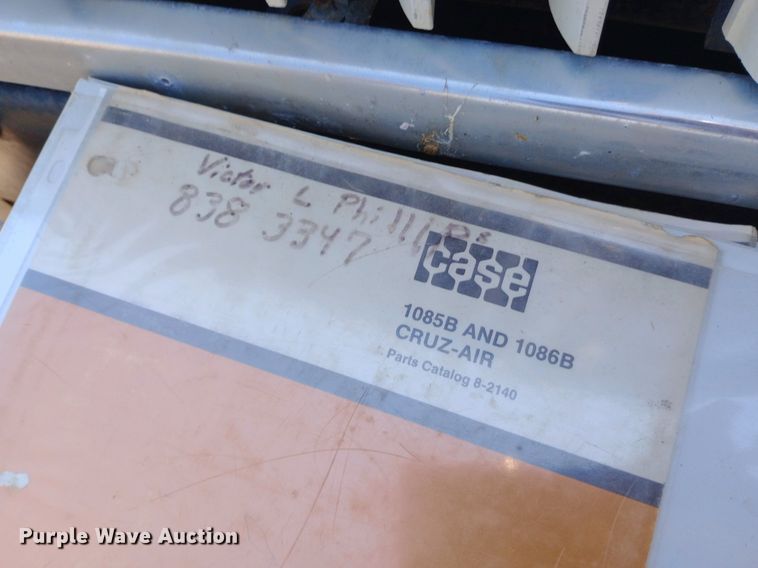 Victor L Phillips
838 3347
CASE
1085B AND 1086B
CRUZ-AIR
Parts Catalog 8-2140
Purple Wave Auction